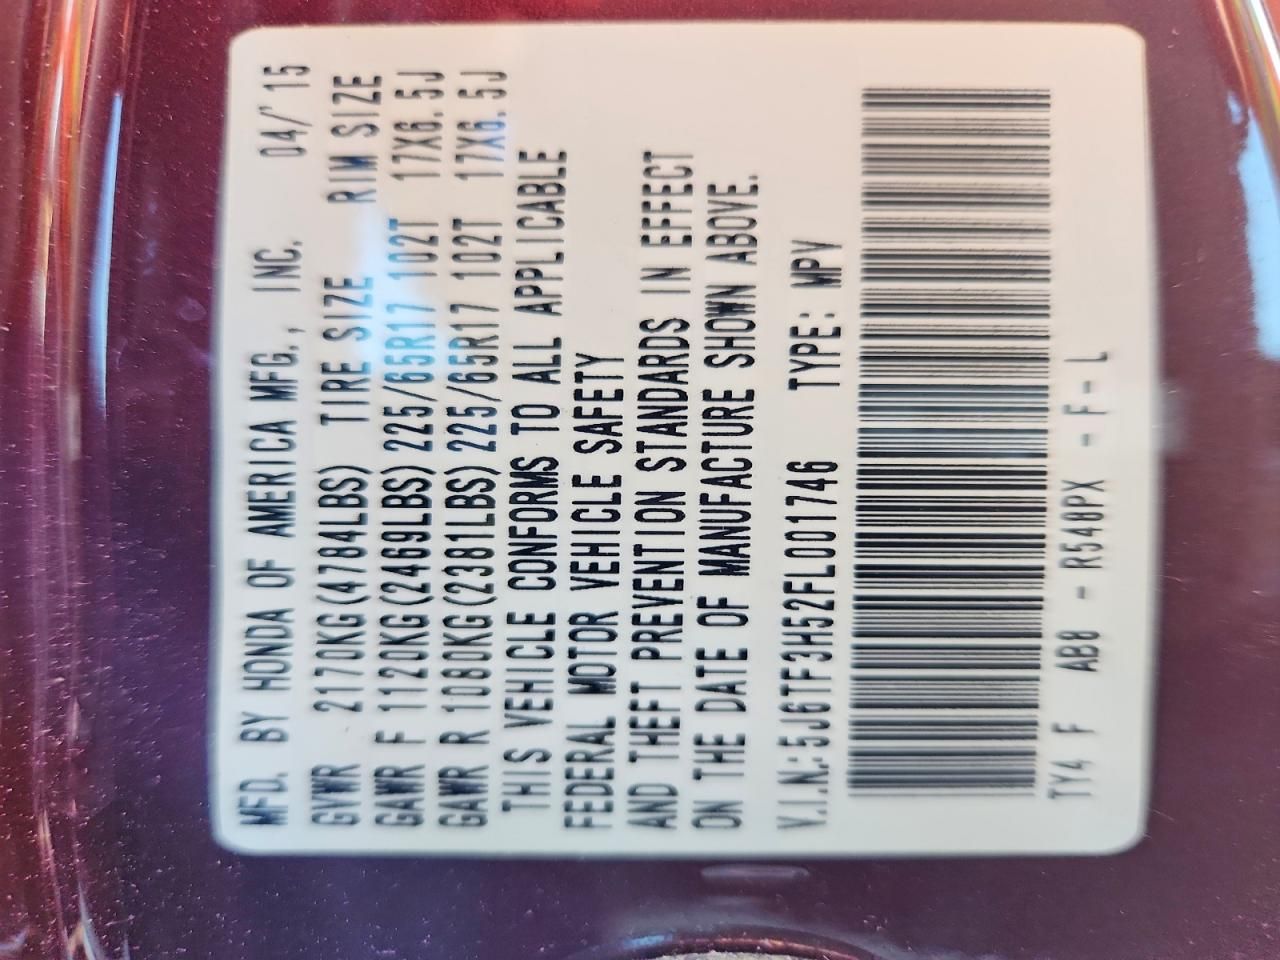 MFD. BY HONDA OF AMERICA MFG., INC. 04/'15
GVWR 2170KG(4784LBS) TIRE SIZE RIM SIZE
GAWR F 1120KG(2469LBS) 225/65R17 102T 17X6.5J
GAWR R 1080KG(2381LBS) 225/65R17 102T 17X6.5J
THIS VEHICLE CONFORMS TO ALL APPLICABLE
FEDERAL MOTOR VEHICLE SAFETY
AND THEFT PREVENTION STANDARDS IN EFFECT
ON THE DATE OF MANUFACTURE SHOWN ABOVE.
V.I.N.:5J6TF3H52FL001746 TYPE: MPV
TY4 F AB8 - R548PX - F - L